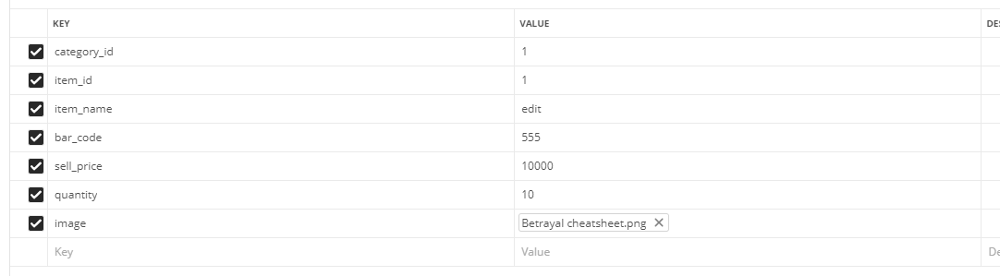 KEY VALUE DES
category_id 1
item_id 1
item_name edit
bar_code 555
sell_price 10000
quantity 10
image Betrayal cheatsheet.png
Key Value De